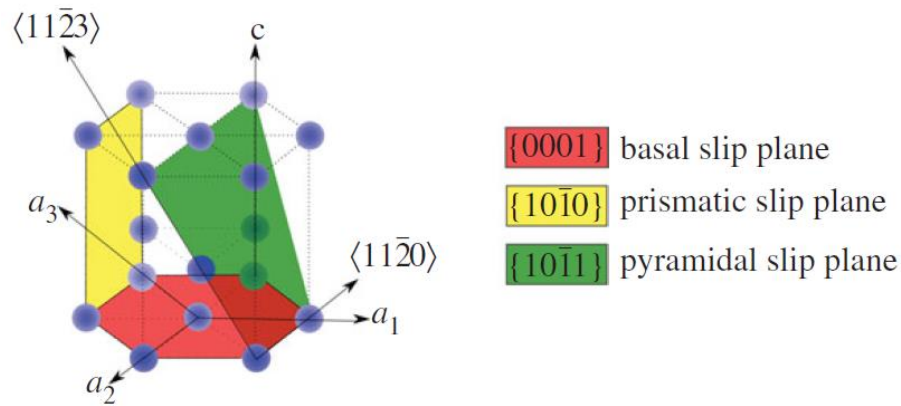 ⟨112̄3⟩
c
a₃
⟨112̄0⟩
a₁
a₂
{0001} basal slip plane
{101̄0} prismatic slip plane
{101̄1} pyramidal slip plane